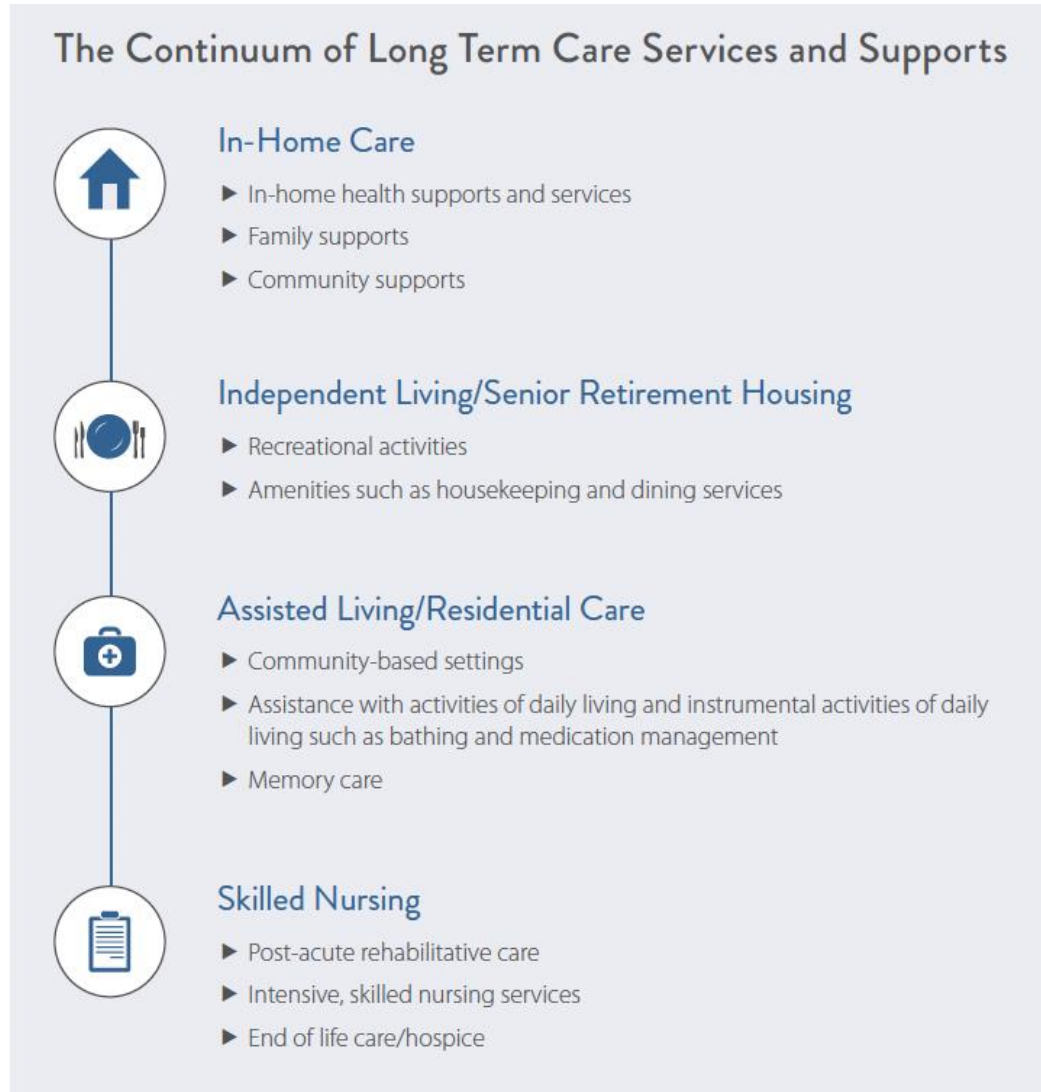 The Continuum of Long Term Care Services and Supports
In-Home Care
▶ In-home health supports and services
▶ Family supports
▶ Community supports
Independent Living/Senior Retirement Housing
▶ Recreational activities
▶ Amenities such as housekeeping and dining services
Assisted Living/Residential Care
▶ Community-based settings
▶ Assistance with activities of daily living and instrumental activities of daily
living such as bathing and medication management
▶ Memory care
Skilled Nursing
▶ Post-acute rehabilitative care
▶ Intensive, skilled nursing services
▶ End of life care/hospice